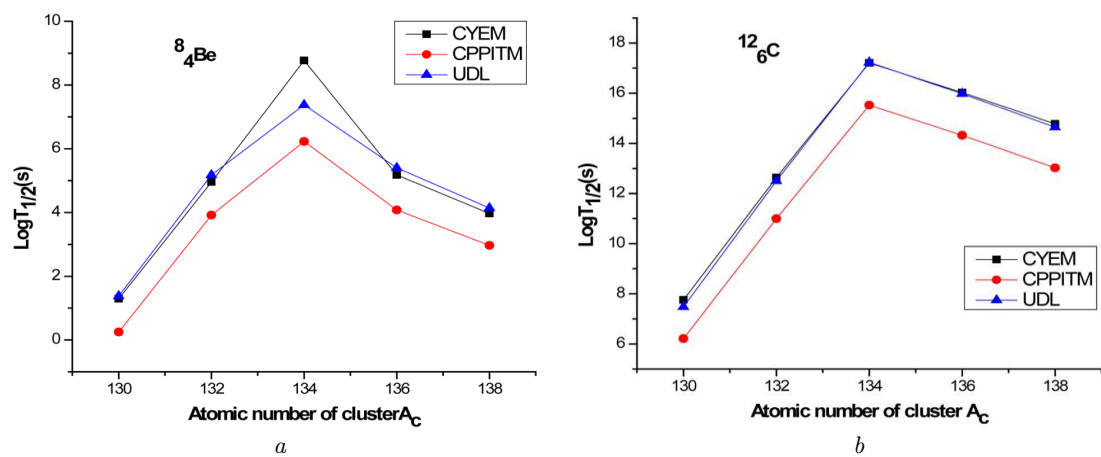 10
8
6
4
2
0
LogT1/2(s)
8 4Be
CYEM
CPPITM
UDL
130 132 134 136 138
Atomic number of clusterAC
a
18
16
14
12
10
8
6
LogT1/2(s)
12 6C
CYEM
CPPITM
UDL
130 132 134 136 138
Atomic number of cluster AC
b